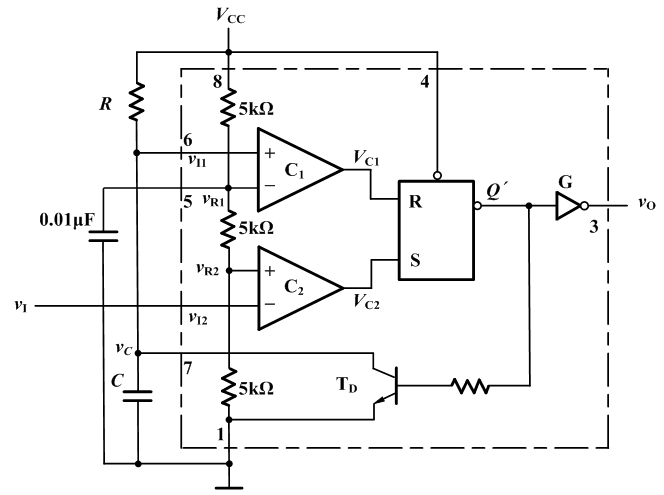 V_CC
8
4
R
5kΩ
6
v_I1
+
C_1
−
V_C1
5
v_R1
R
Q´
G
3
v_O
0.01μF
5kΩ
v_R2
+
C_2
−
S
V_C2
v_I
v_I2
v_C
7
C
5kΩ
T_D
1